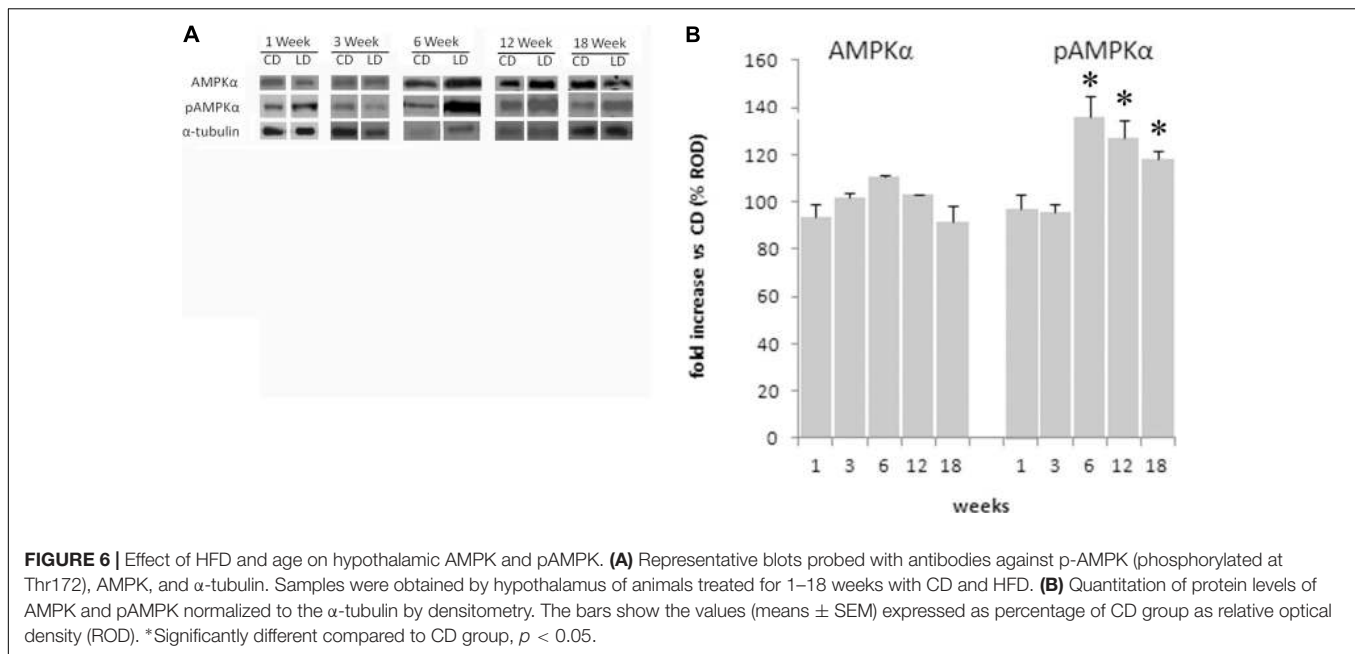 A
1 Week 3 Week 6 Week 12 Week 18 Week
CD LD CD LD CD LD CD LD CD LD
AMPKα
pAMPKα
α-tubulin
B
AMPKα pAMPKα
fold increase vs CD (% ROD)
160
140
120
100
80
60
40
20
0
* * *
1 3 6 12 18 1 3 6 12 18
weeks
FIGURE 6 | Effect of HFD and age on hypothalamic AMPK and pAMPK. (A) Representative blots probed with antibodies against p-AMPK (phosphorylated at
Thr172), AMPK, and α-tubulin. Samples were obtained by hypothalamus of animals treated for 1–18 weeks with CD and HFD. (B) Quantitation of protein levels of
AMPK and pAMPK normalized to the α-tubulin by densitometry. The bars show the values (means ± SEM) expressed as percentage of CD group as relative optical
density (ROD). *Significantly different compared to CD group, p < 0.05.